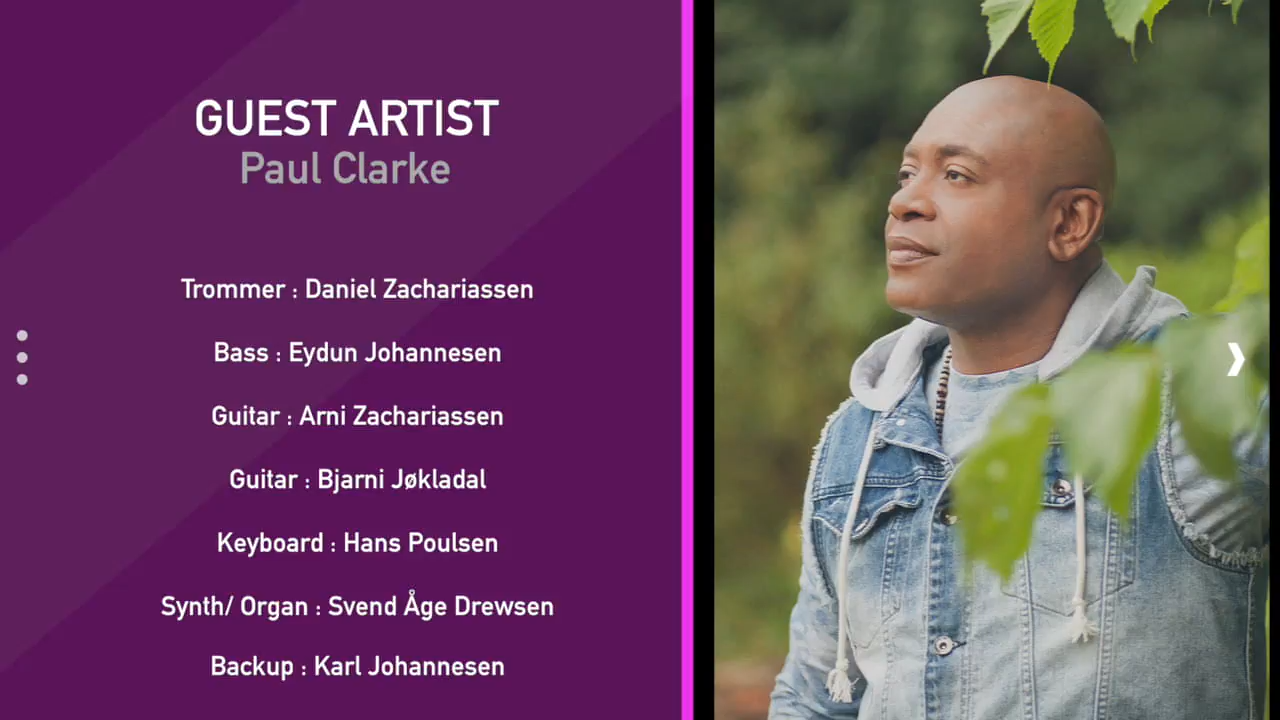 GUEST ARTIST
Paul Clarke
Trommer : Daniel Zachariassen
Bass : Eydun Johannesen
Guitar : Arni Zachariassen
Guitar : Bjarni Jøkladal
Keyboard : Hans Poulsen
Synth/ Organ : Svend Åge Drewsen
Backup : Karl Johannesen